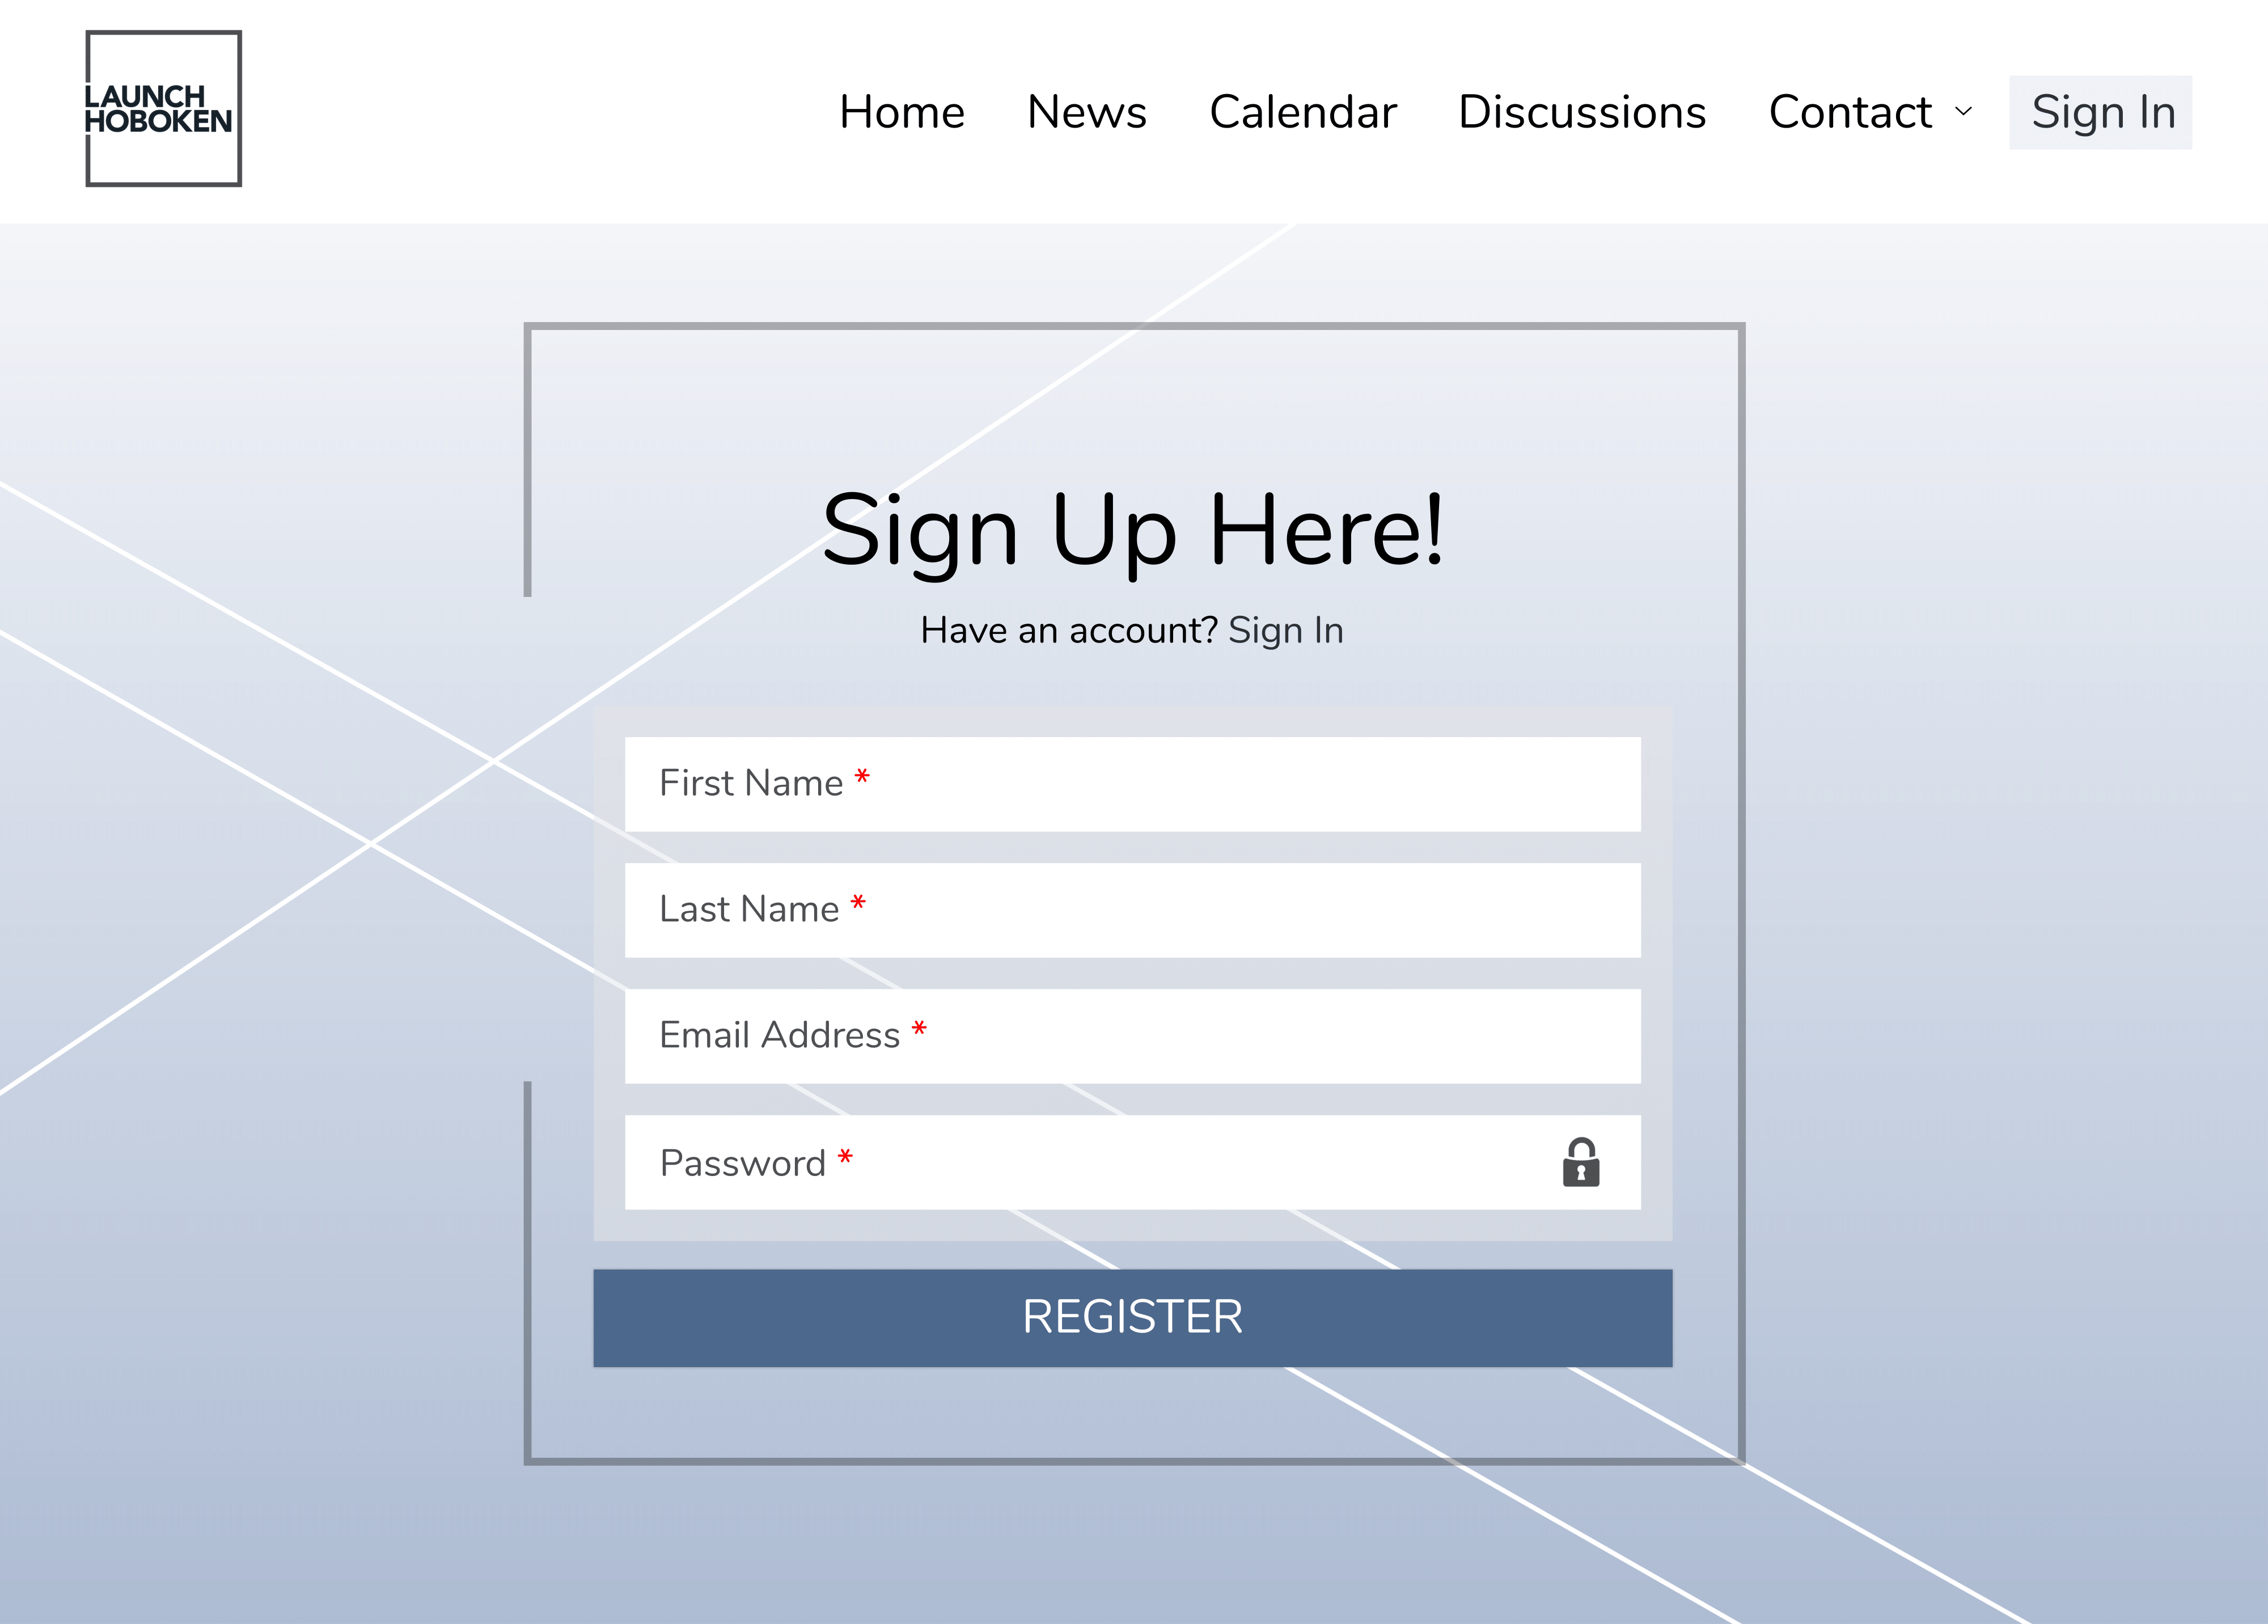 LAUNCH
HOBOKEN
Home News Calendar Discussions Contact Sign In
Sign Up Here!
Have an account? Sign In
First Name *
Last Name *
Email Address *
Password *
REGISTER